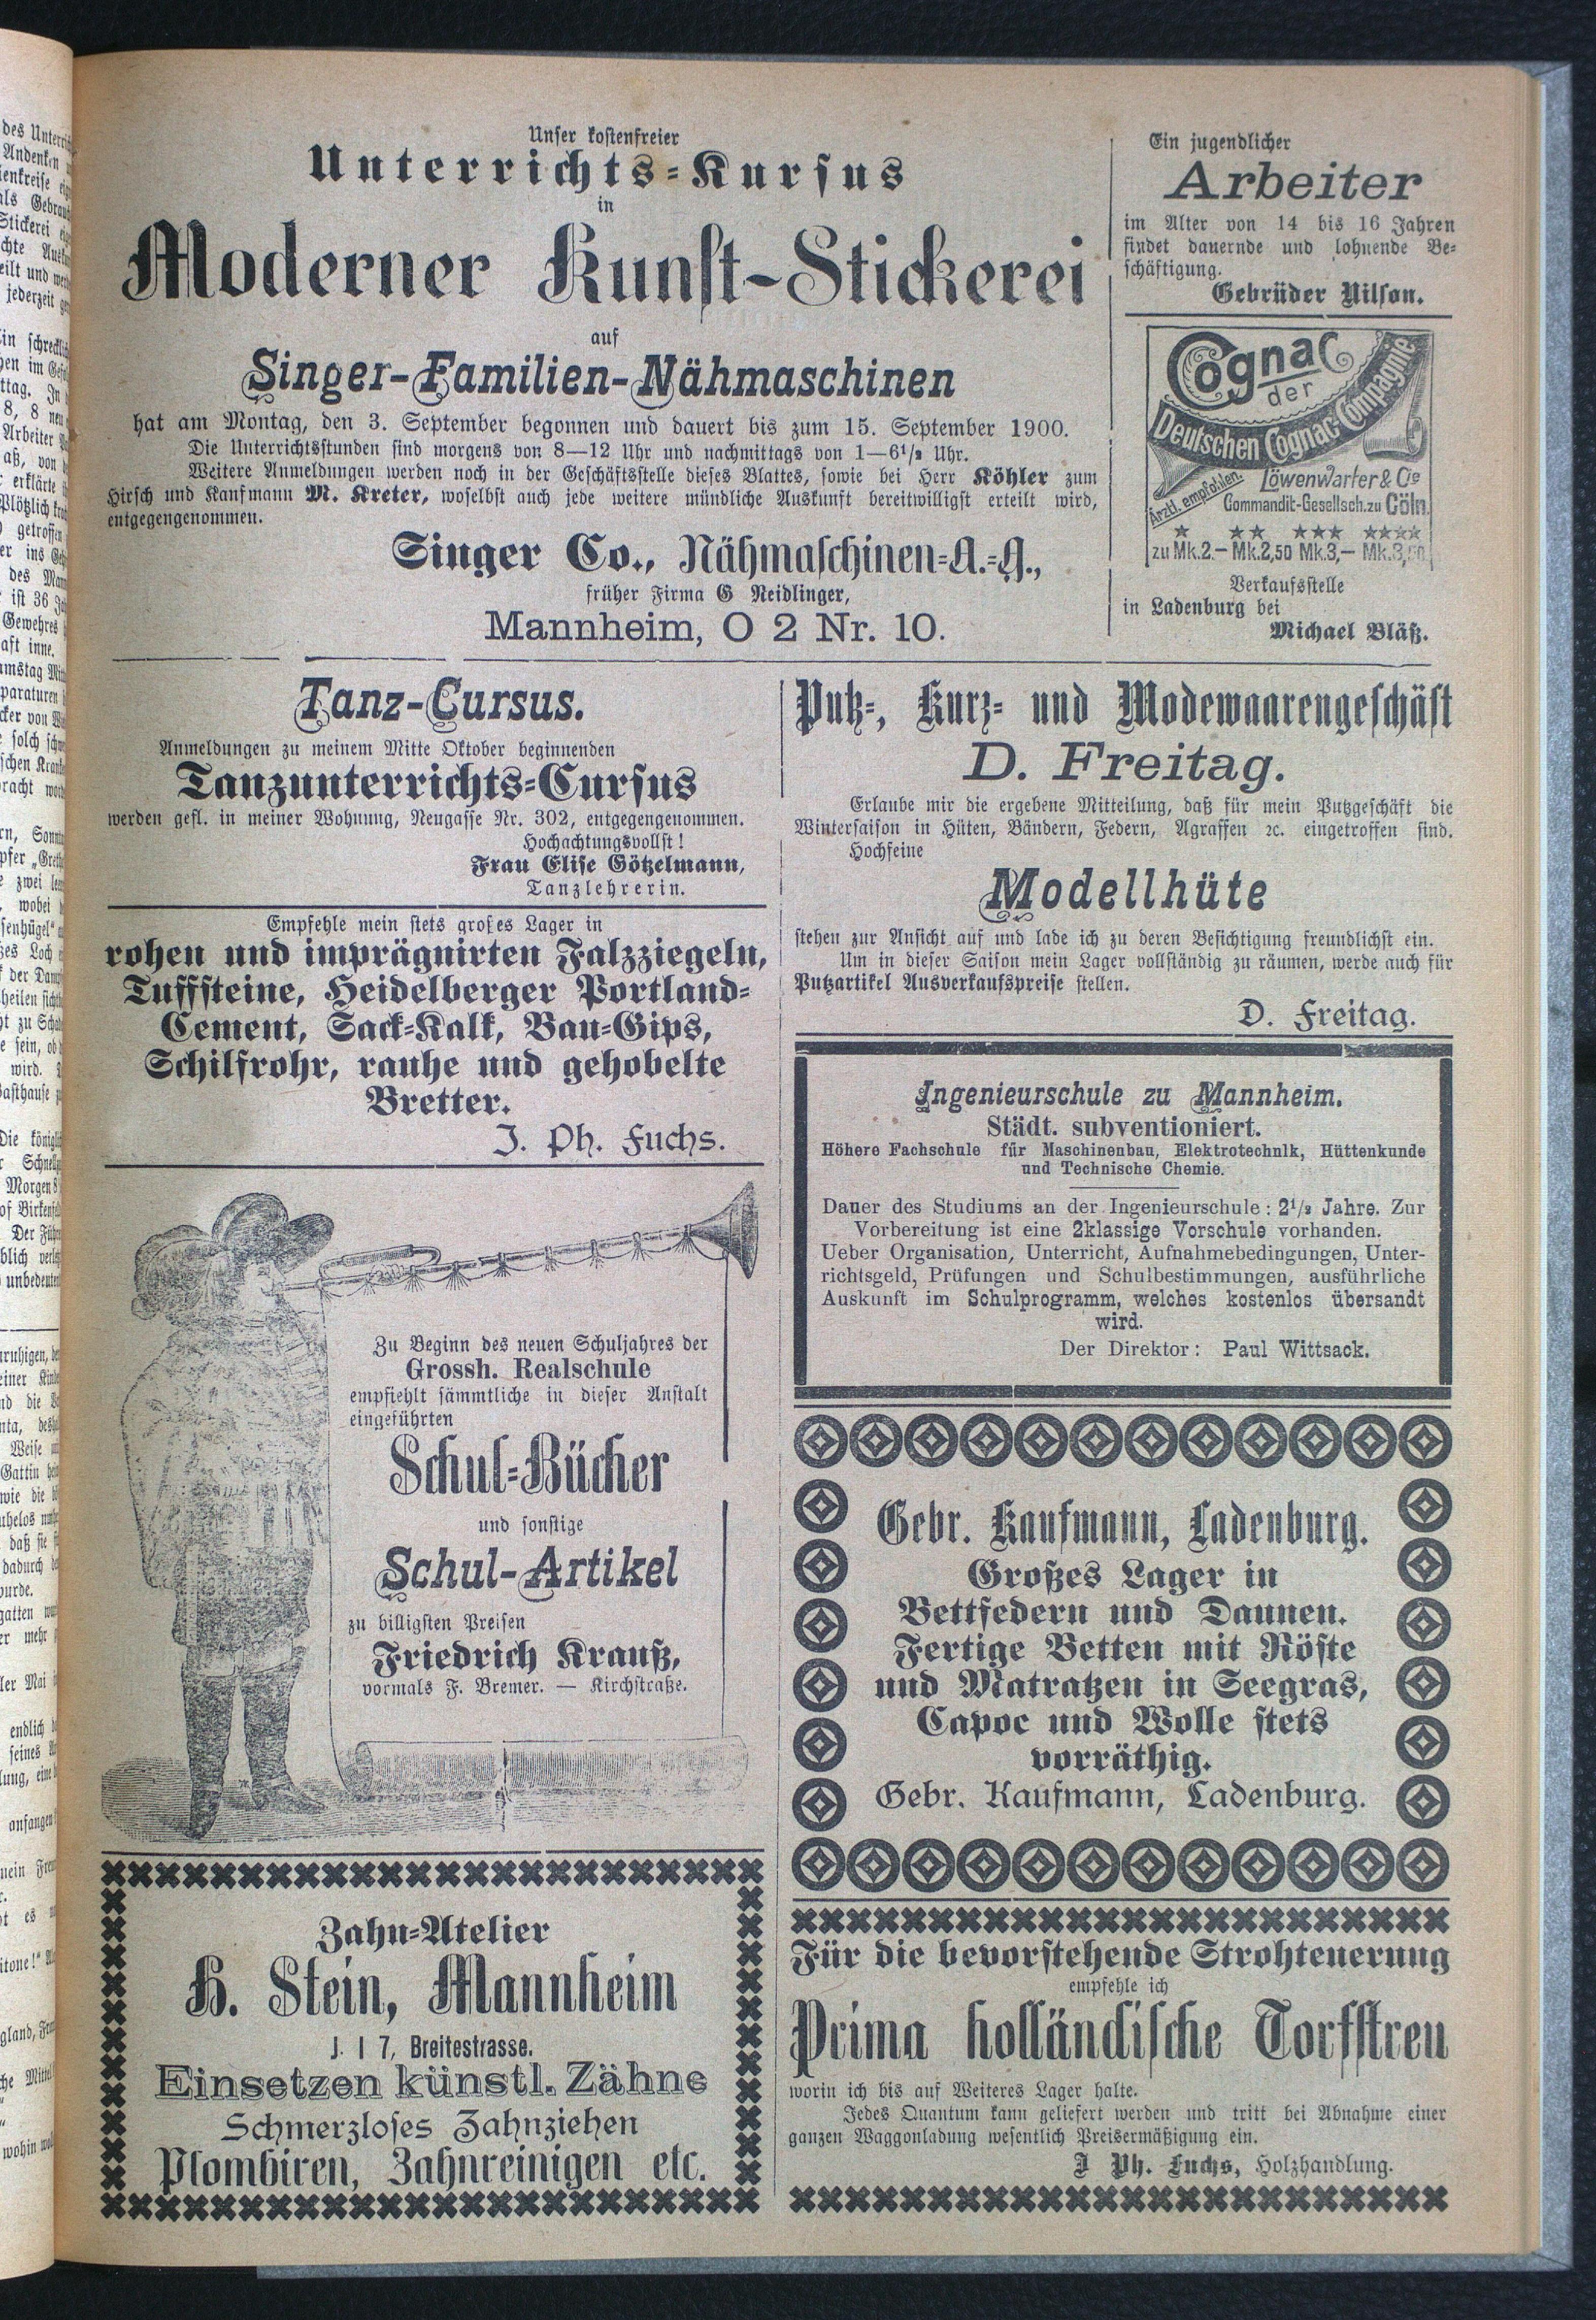 Unser kostenfreier
Unterrichts-Kursus
in
Moderner Kunst-Stickerei
auf
Singer-Familien-Nähmaschinen
hat am Montag, den 3. September begonnen und dauert bis zum 15. September 1900.
Die Unterrichtsstunden sind morgens von 8—12 Uhr und nachmittags von 1—6½ Uhr.
Weitere Anmeldungen werden noch in der Geschäftsstelle dieses Blattes, sowie bei Herr Köhler zum
Hirsch und Kaufmann M. Kreter, woselbst auch jede weitere mündliche Auskunft bereitwilligst erteilt wird,
entgegengenommen.
Singer Co., Nähmaschinen-A.-G.,
früher Firma G Neidlinger,
Mannheim, O 2 Nr. 10.
Ein jugendlicher
Arbeiter
im Alter von 14 bis 16 Jahren
findet dauernde und lohnende Be-
schäftigung.
Gebrüder Nilson.
Cognac
der
Deutschen Cognac-Compagnie
Löwenwarter & Cie
Ärztl. empfohlen.
Commandit-Gesellsch. zu Cöln.
★ ★★ ★★★ ★★★★
zu Mk.2.— Mk.2,50 Mk.3,— Mk.3,50
Verkaufsstelle
in Ladenburg bei
Michael Bläß.
Tanz-Cursus.
Anmeldungen zu meinem Mitte Oktober beginnenden
Tanzunterrichts-Cursus
werden gefl. in meiner Wohnung, Neugasse Nr. 302, entgegengenommen.
Hochachtungsvollst!
Frau Elise Götzelmann,
Tanzlehrerin.
Empfehle mein stets großes Lager in
rohen und imprägnirten Falzziegeln,
Tuffsteine, Heidelberger Portland-
Cement, Sack-Kalk, Bau-Gips,
Schilfrohr, rauhe und gehobelte
Bretter.
J. Ph. Fuchs.
Zu Beginn des neuen Schuljahres der
Grossh. Realschule
empfiehlt sämmtliche in dieser Anstalt
eingeführten
Schul-Bücher
und sonstige
Schul-Artikel
zu billigsten Preisen
Friedrich Krauß,
vormals F. Bremer. — Kirchstraße.
Zahn-Atelier
H. Stein, Mannheim
J. 1 7, Breitestrasse.
Einsetzen künstl. Zähne
Schmerzloses Zahnziehen
Plombiren, Zahnreinigen etc.
Putz-, Kurz- und Modewaarengeschäft
D. Freitag.
Erlaube mir die ergebene Mitteilung, daß für mein Putzgeschäft die
Wintersaison in Hüten, Bändern, Federn, Agraffen ꝛc. eingetroffen sind.
Hochfeine
Modellhüte
stehen zur Ansicht auf und lade ich zu deren Besichtigung freundlichst ein.
Um in dieser Saison mein Lager vollständig zu räumen, werde auch für
Putzartikel Ausverkaufspreise stellen.
D. Freitag.
Ingenieurschule zu Mannheim.
Städt. subventioniert.
Höhere Fachschule für Maschinenbau, Elektrotechnik, Hüttenkunde
und Technische Chemie.
Dauer des Studiums an der Ingenieurschule: 2½ Jahre. Zur
Vorbereitung ist eine 2klassige Vorschule vorhanden.
Ueber Organisation, Unterricht, Aufnahmebedingungen, Unter-
richtsgeld, Prüfungen und Schulbestimmungen, ausführliche
Auskunft im Schulprogramm, welches kostenlos übersandt
wird.
Der Direktor: Paul Wittsack.
Gebr. Kaufmann, Ladenburg.
Großes Lager in
Bettfedern und Daunen.
Fertige Betten mit Röste
und Matratzen in Seegras,
Capoc und Wolle stets
vorräthig.
Gebr. Kaufmann, Ladenburg.
Für die bevorstehende Strohteuerung
empfehle ich
Prima holländische Torfstreu
worin ich bis auf Weiteres Lager halte.
Jedes Quantum kann geliefert werden und tritt bei Abnahme einer
ganzen Waggonladung wesentlich Preisermäßigung ein.
J Ph. Fuchs, Holzhandlung.